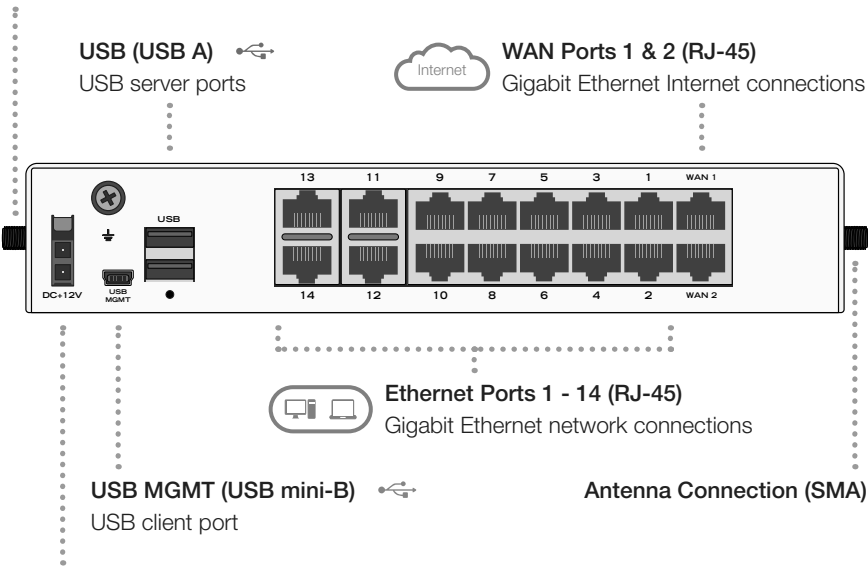 USB (USB A)
USB server ports
Internet
WAN Ports 1 & 2 (RJ-45)
Gigabit Ethernet Internet connections
13 11 9 7 5 3 1 WAN 1
USB
DC+12V
USB
MGMT
14 12 10 8 6 4 2 WAN 2
Ethernet Ports 1 - 14 (RJ-45)
Gigabit Ethernet network connections
USB MGMT (USB mini-B)
USB client port
Antenna Connection (SMA)